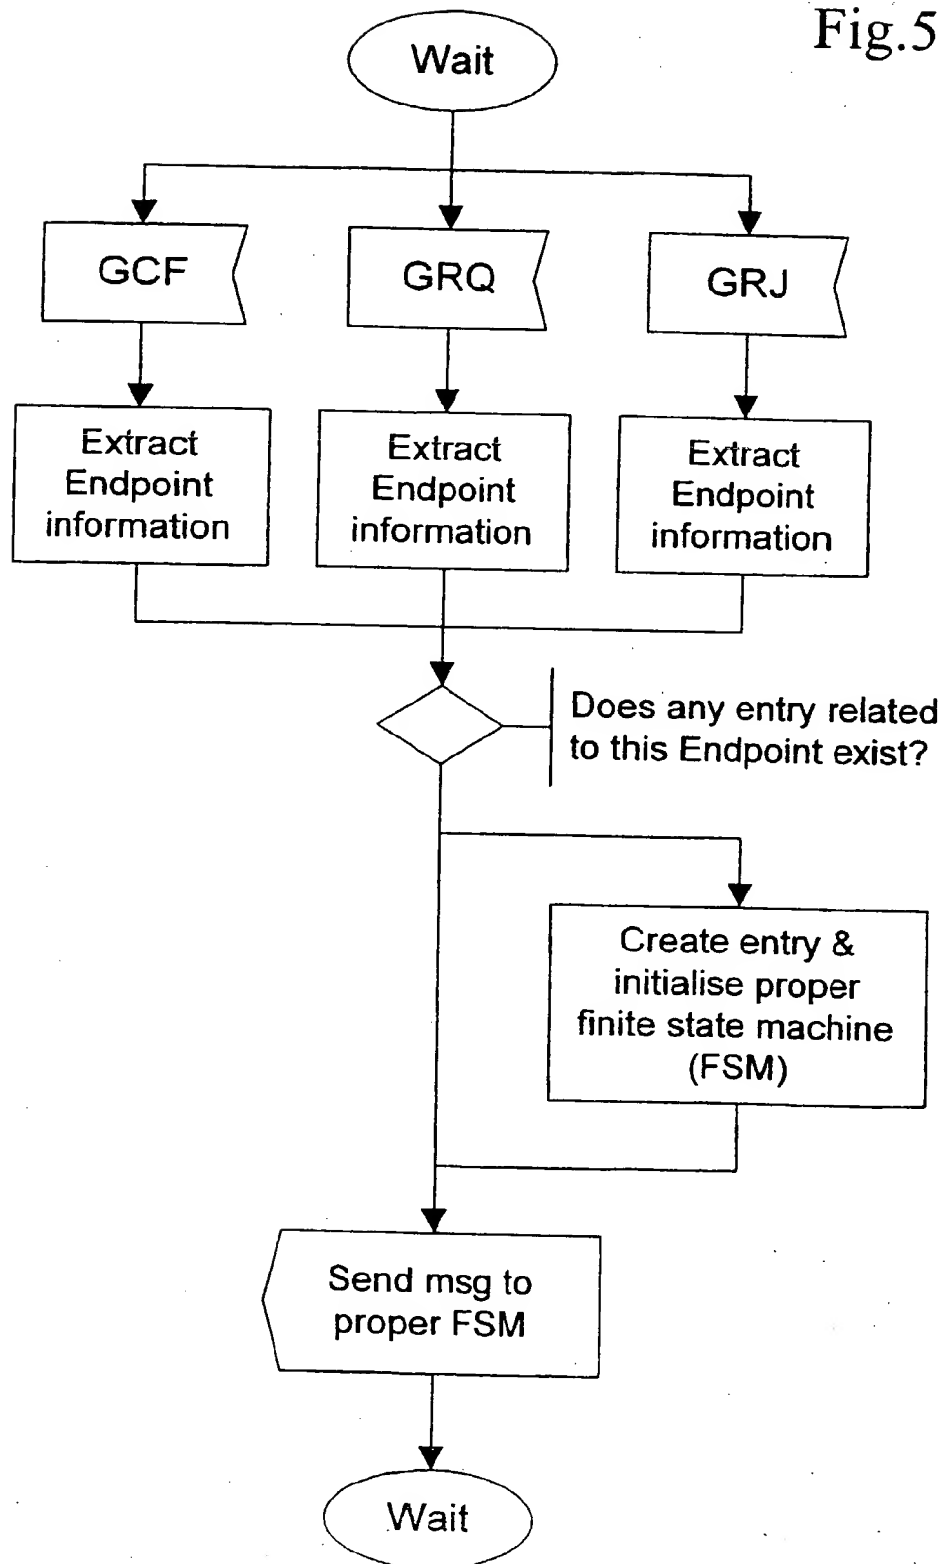 Fig.5
Wait
GCF
GRQ
GRJ
Extract
Endpoint
information
Extract
Endpoint
information
Extract
Endpoint
information
Does any entry related
to this Endpoint exist?
Create entry &
initialise proper
finite state machine
(FSM)
Send msg to
proper FSM
Wait